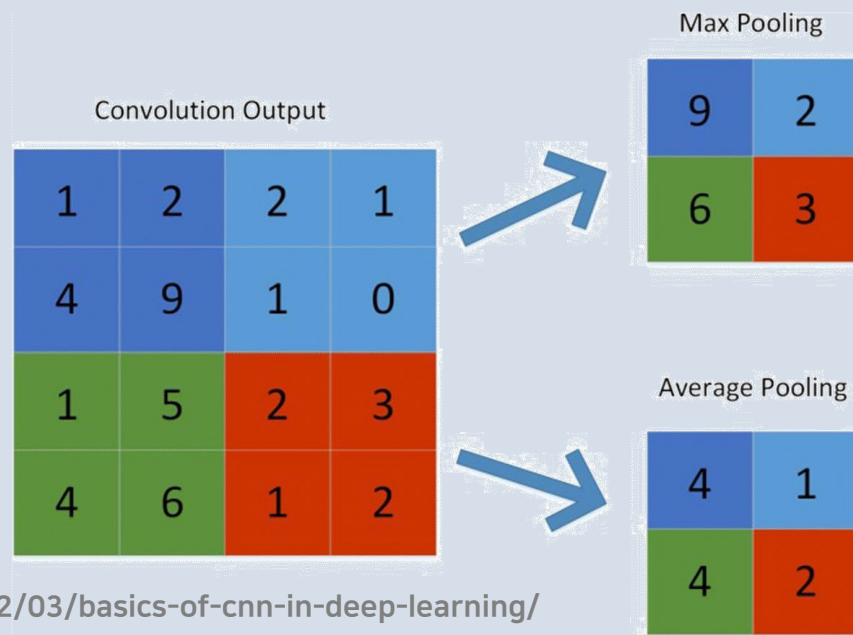 Convolution Output
1 2 2 1
4 9 1 0
1 5 2 3
4 6 1 2
Max Pooling
9 2
6 3
Average Pooling
4 1
4 2
2/03/basics-of-cnn-in-deep-learning/